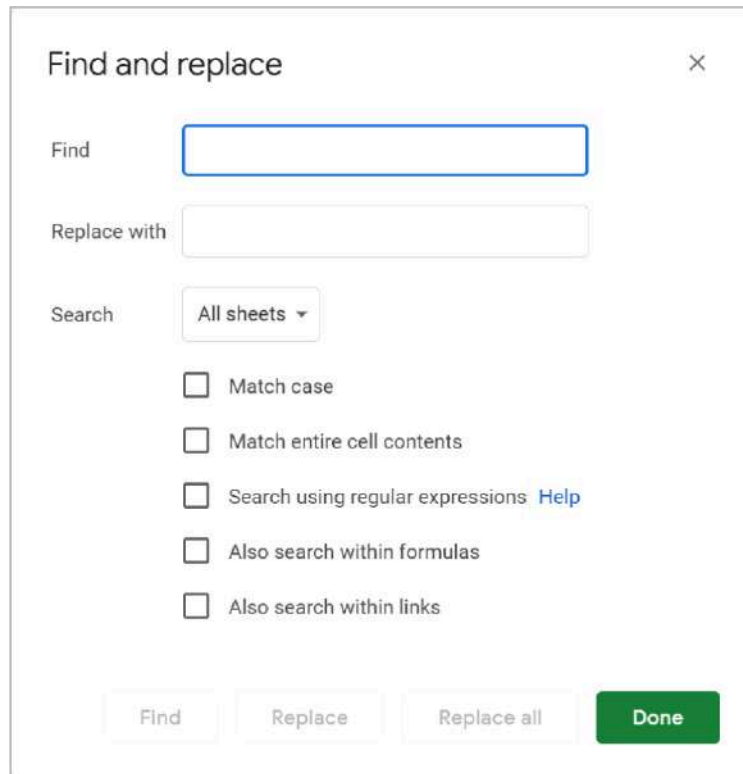 Find and replace
Find
Replace with
Search
All sheets
Match case
Match entire cell contents
Search using regular expressions Help
Also search within formulas
Also search within links
Find Replace Replace all Done